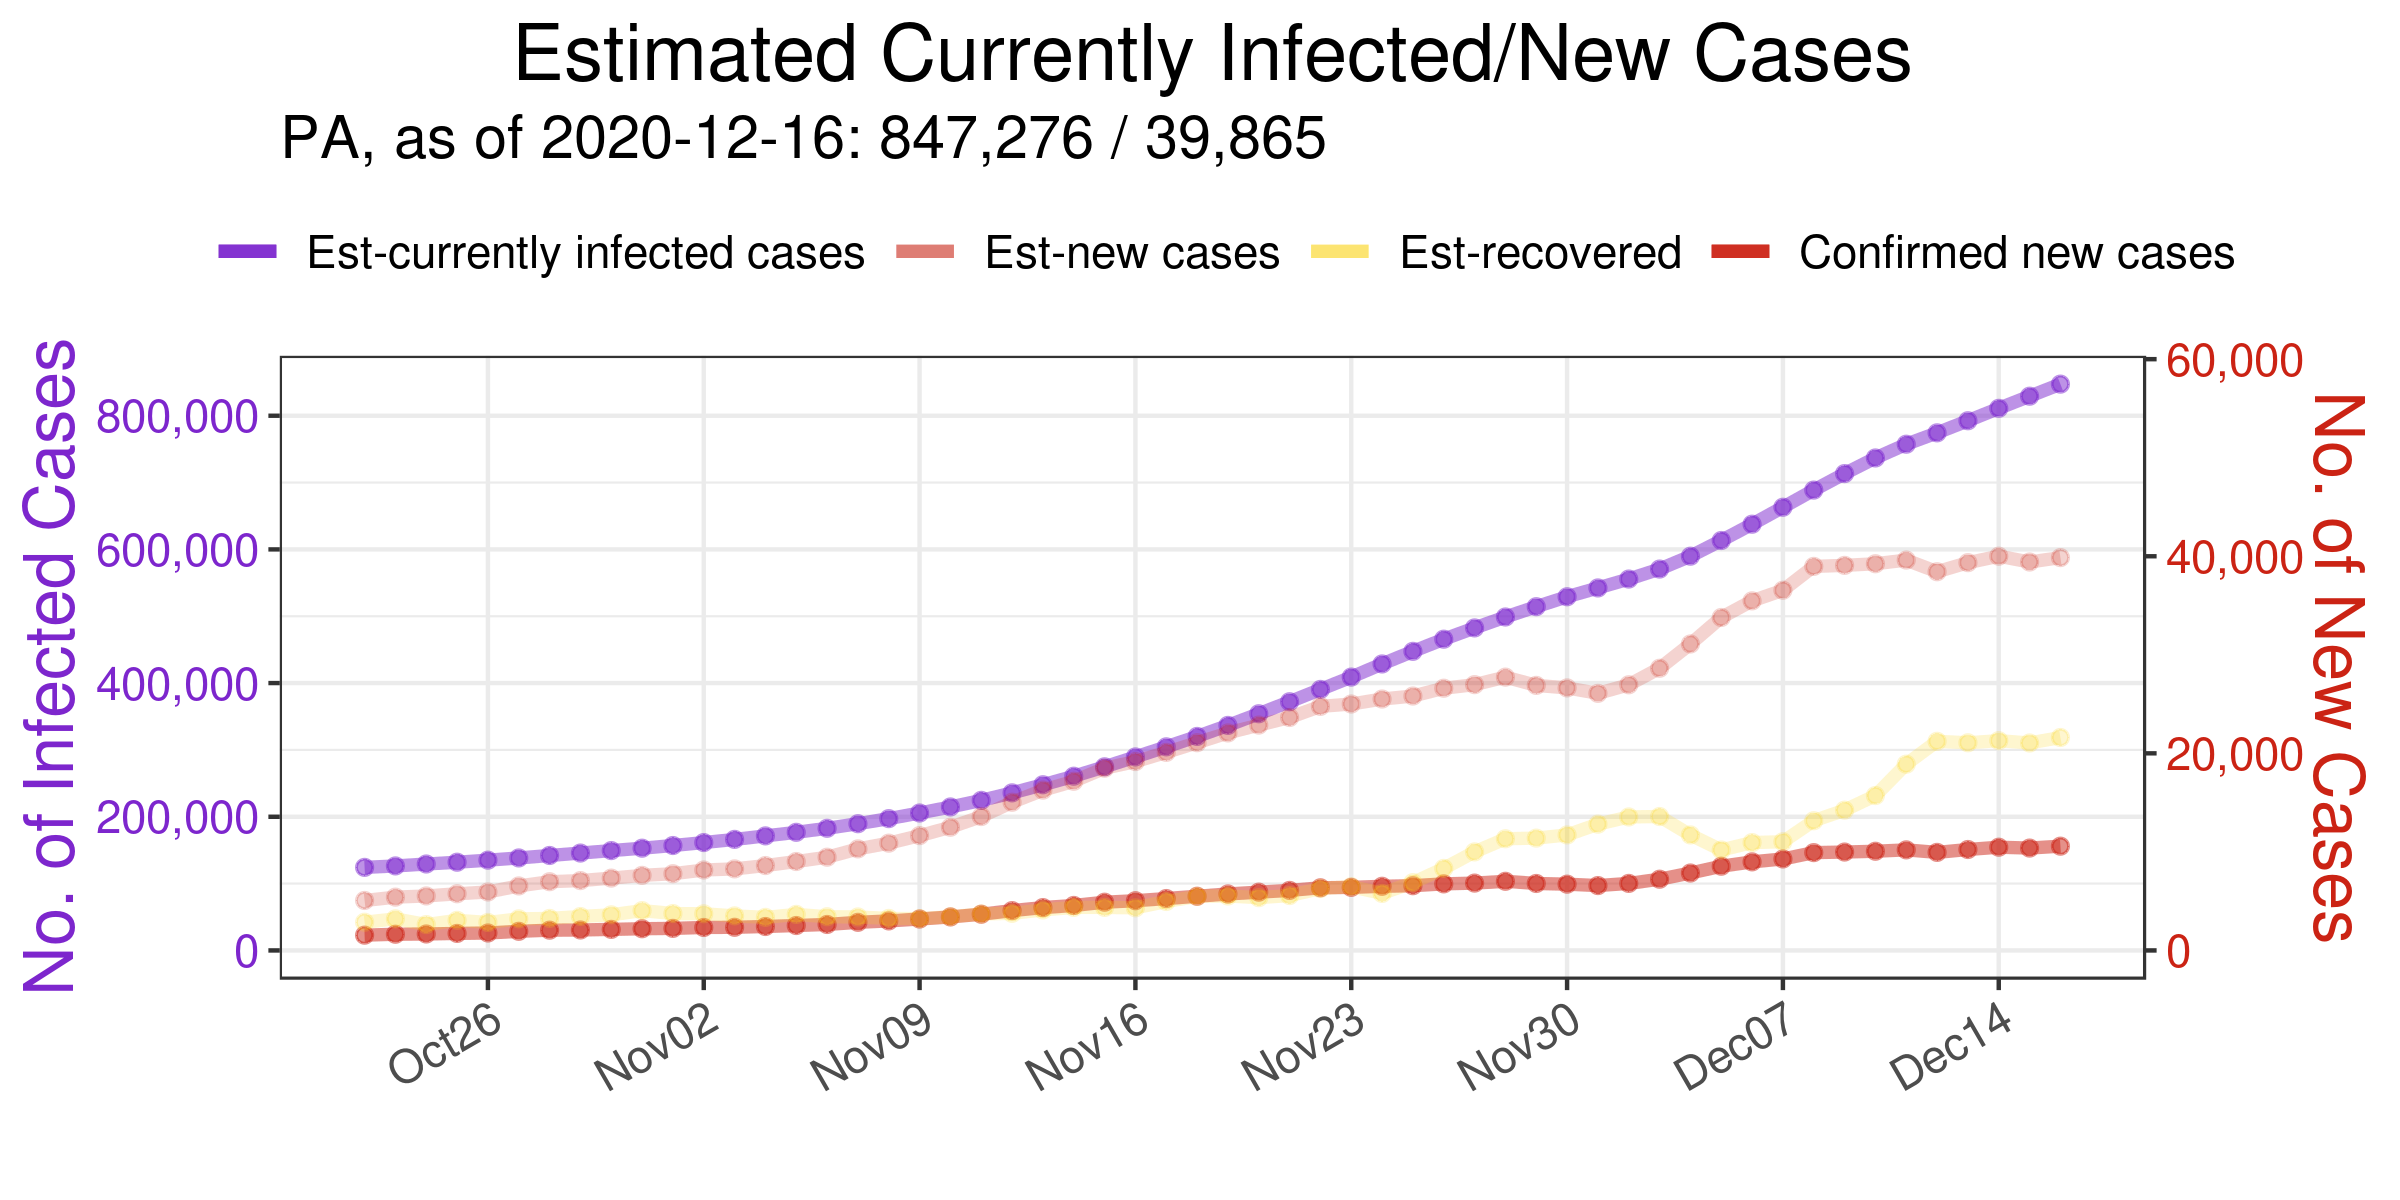 Estimated Currently Infected/New Cases
PA, as of 2020-12-16: 847,276 / 39,865
Est-currently infected cases Est-new cases Est-recovered Confirmed new cases
No. of Infected Cases
800,000
600,000
400,000
200,000
0
60,000
40,000
20,000
0
No. of New Cases
Oct26 Nov02 Nov09 Nov16 Nov23 Nov30 Dec07 Dec14